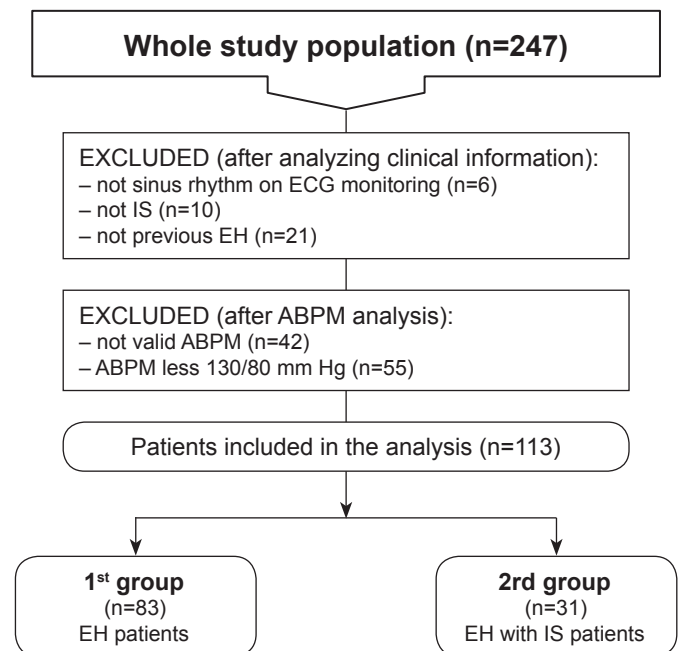 Whole study population (n=247)
EXCLUDED (after analyzing clinical information):
– not sinus rhythm on ECG monitoring (n=6)
– not IS (n=10)
– not previous EH (n=21)
EXCLUDED (after ABPM analysis):
– not valid ABPM (n=42)
– ABPM less 130/80 mm Hg (n=55)
Patients included in the analysis (n=113)
1st group
(n=83)
EH patients
2rd group
(n=31)
EH with IS patients